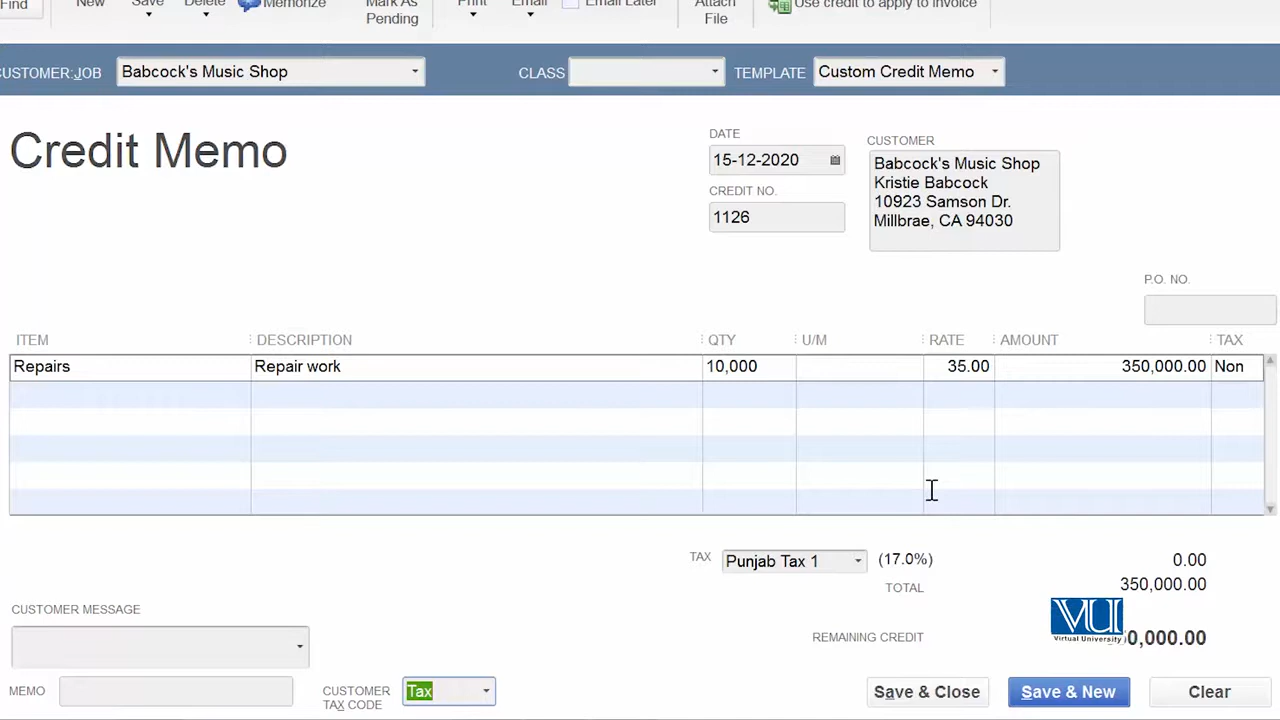 Find
New
Save
Delete
Memorize
Mark As
Pending
Print
Email
Email Later
Attach
File
Use credit to apply to invoice
CUSTOMER:JOB
Babcock's Music Shop
CLASS
TEMPLATE
Custom Credit Memo
Credit Memo
DATE
15-12-2020
CREDIT NO.
1126
CUSTOMER
Babcock's Music Shop
Kristie Babcock
10923 Samson Dr.
Millbrae, CA 94030
P.O. NO.
ITEM DESCRIPTION QTY U/M RATE AMOUNT TAX
Repairs Repair work 10,000 35.00 350,000.00 Non
TAX Punjab Tax 1 (17.0%) 0.00
TOTAL 350,000.00
CUSTOMER MESSAGE
VU
Virtual University
REMAINING CREDIT 0,000.00
MEMO
CUSTOMER
TAX CODE
Tax
Save & Close
Save & New
Clear